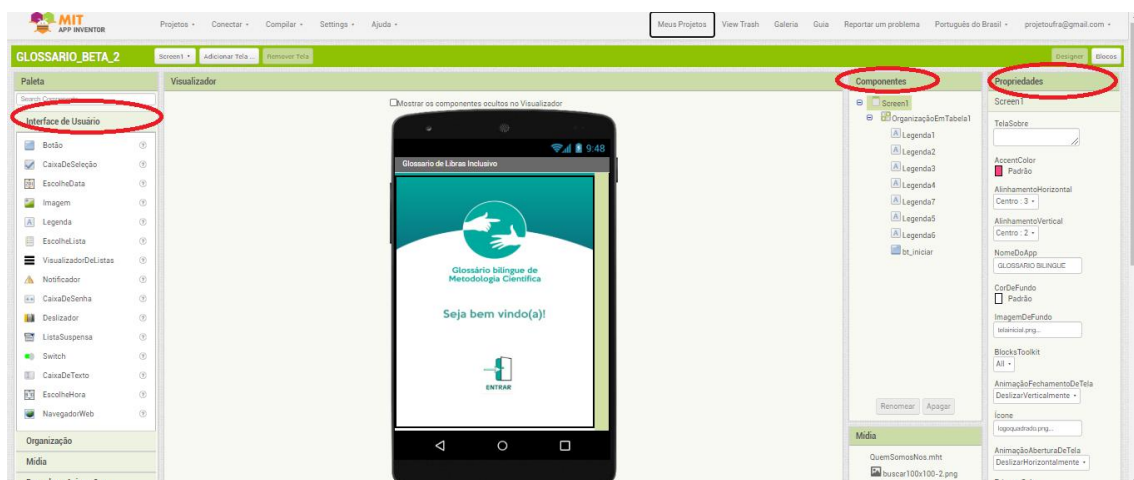 MIT
APP INVENTOR
Projetos Conectar Compilar Settings Ajuda Meus Projetos View Trash Galeria Guia Reportar um problema Português do Brasil projetoufra@gmail.com
GLOSSARIO_BETA_2 Screen1 Adicionar Tela ... Remover Tela Designer Blocos
Paleta
Interface de Usuário
Botão
CaixaDeSeleção
EscolheData
Imagem
Legenda
EscolheLista
VisualizadorDeListas
Notificador
CaixaDeSenha
Deslizador
ListaSuspensa
Switch
CaixaDeTexto
EscolheHora
NavegadorWeb
Organização
Mídia
Visualizador
Mostrar os componentes ocultos no Visualizador
9:48
Glossario de Libras Inclusivo
Glossário bilíngue de
Metodologia Científica
Seja bem vindo(a)!
ENTRAR
Componentes
Screen1
OrganizaçãoEmTabela1
Legenda1
Legenda2
Legenda3
Legenda4
Legenda7
Legenda5
Legenda6
bt_iniciar
Renomear Apagar
Mídia
QuemSomosNos.mht
buscar100x100-2.png
Propriedades
Screen1
TelaSobre
AccentColor
Padrão
AlinhamentoHorizontal
Centro : 3
AlinhamentoVertical
Centro : 2
NomeDoApp
GLOSSARIO BILINGUE
CorDeFundo
Padrão
ImagemDeFundo
telainicial.png...
BlocksToolkit
All
AnimaçãoFechamentoDeTela
DeslizarVerticalmente
Ícone
logoquadrado.png...
AnimaçãoAberturaDeTela
DeslizarHorizontalmente